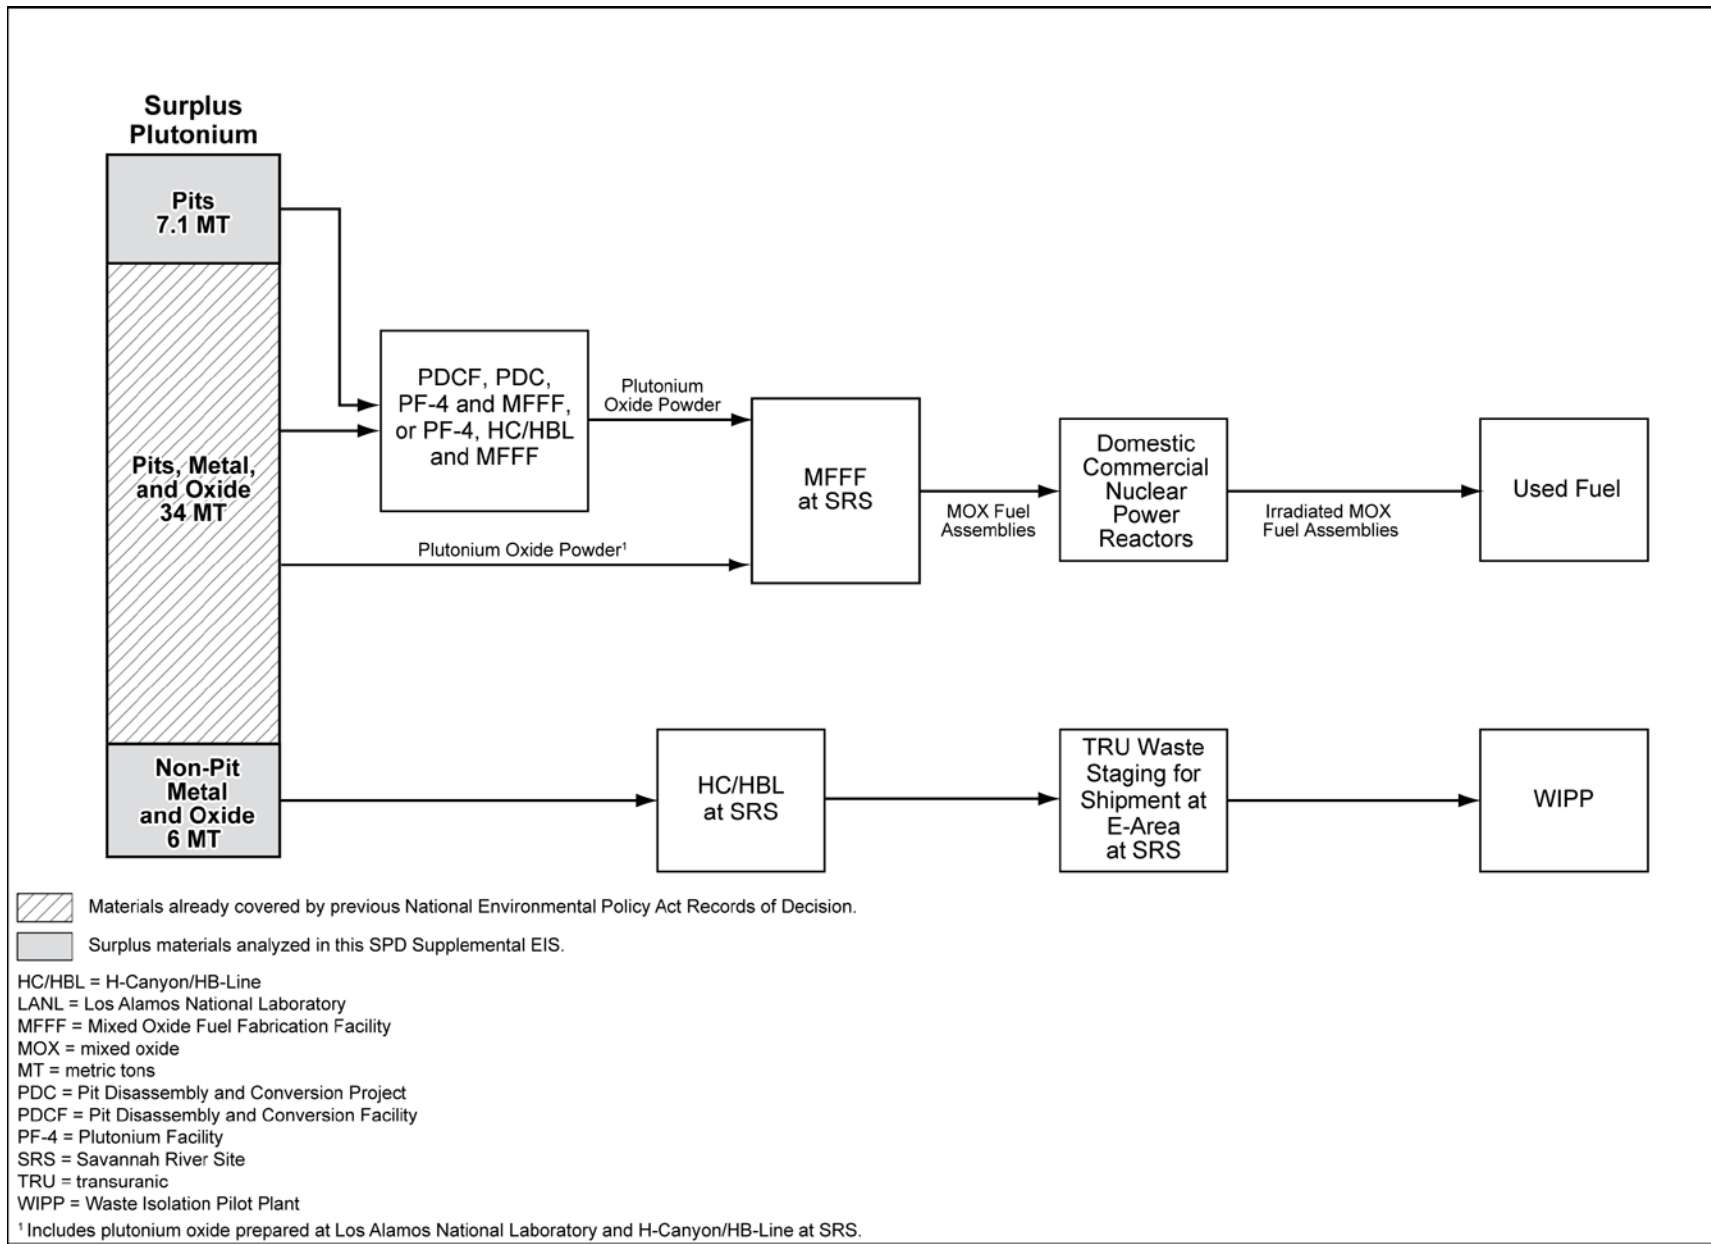 Surplus
Plutonium
Pits
7.1 MT
Pits, Metal,
and Oxide
34 MT
Non-Pit
Metal
and Oxide
6 MT
PDCF, PDC,
PF-4 and MFFF,
or PF-4, HC/HBL
and MFFF
Plutonium
Oxide Powder
Plutonium Oxide Powder¹
MFFF
at SRS
MOX Fuel
Assemblies
Domestic
Commercial
Nuclear
Power
Reactors
Irradiated MOX
Fuel Assemblies
Used Fuel
HC/HBL
at SRS
TRU Waste
Staging for
Shipment at
E-Area
at SRS
WIPP
Materials already covered by previous National Environmental Policy Act Records of Decision.
Surplus materials analyzed in this SPD Supplemental EIS.
HC/HBL = H-Canyon/HB-Line
LANL = Los Alamos National Laboratory
MFFF = Mixed Oxide Fuel Fabrication Facility
MOX = mixed oxide
MT = metric tons
PDC = Pit Disassembly and Conversion Project
PDCF = Pit Disassembly and Conversion Facility
PF-4 = Plutonium Facility
SRS = Savannah River Site
TRU = transuranic
WIPP = Waste Isolation Pilot Plant
¹ Includes plutonium oxide prepared at Los Alamos National Laboratory and H-Canyon/HB-Line at SRS.